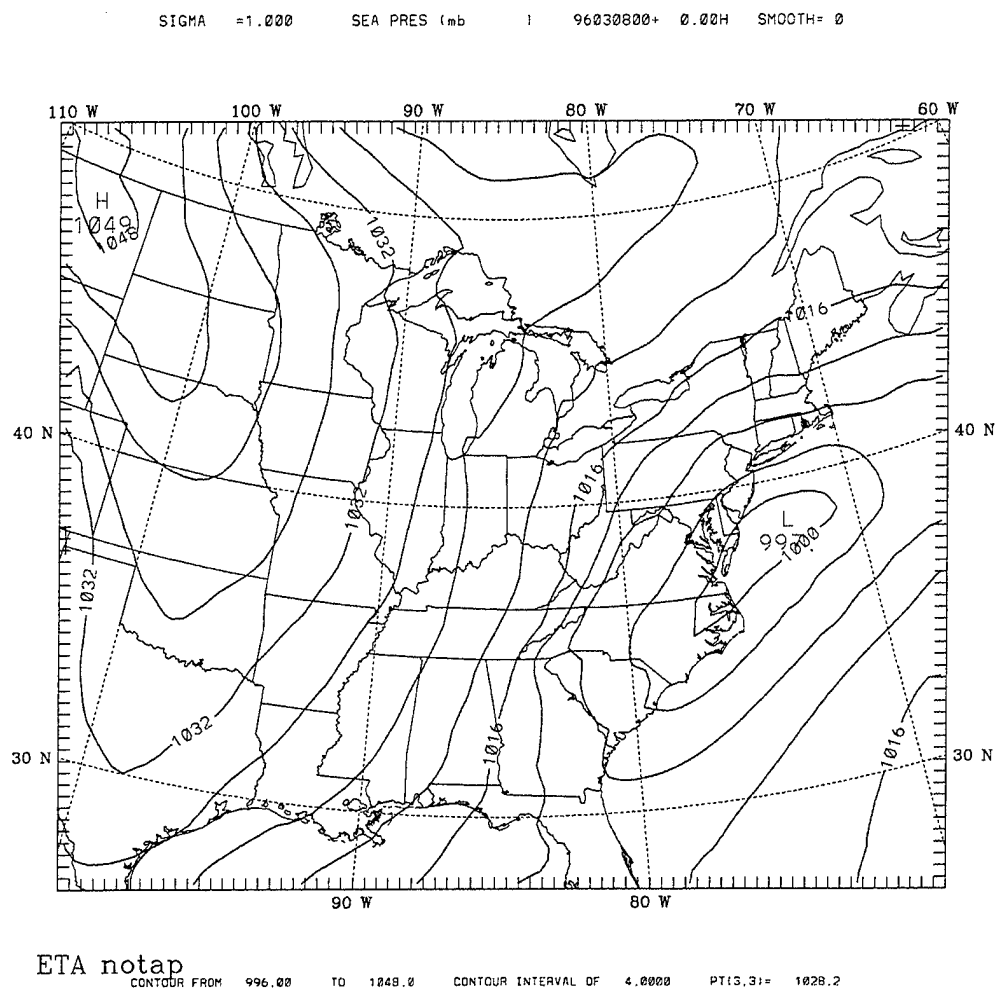 SIGMA =1.000 SEA PRES (mb ) 96030800+ 0.00H SMOOTH= 0
110 W 100 W 90 W 80 W 70 W 60 W
H
1049
1048
1032
1016
40 N 40 N
1016
1032
L
1000
1032
1032
1016
1016
30 N 30 N
90 W 80 W
ETA notap
CONTOUR FROM 996.00 TO 1048.0 CONTOUR INTERVAL OF 4.0000 PT(3,3)= 1028.2